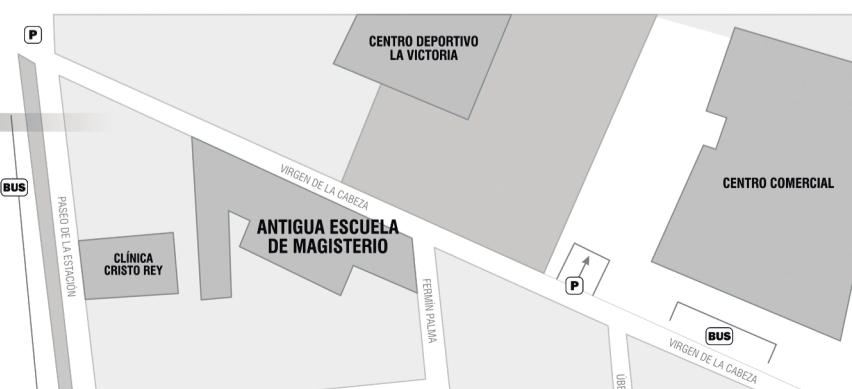 P
CENTRO DEPORTIVO
LA VICTORIA
BUS
PASEO DE LA ESTACIÓN
VIRGEN DE LA CABEZA
CENTRO COMERCIAL
ANTIGUA ESCUELA
DE MAGISTERIO
CLÍNICA
CRISTO REY
FERMÍN PALMA
P
BUS
VIRGEN DE LA CABEZA